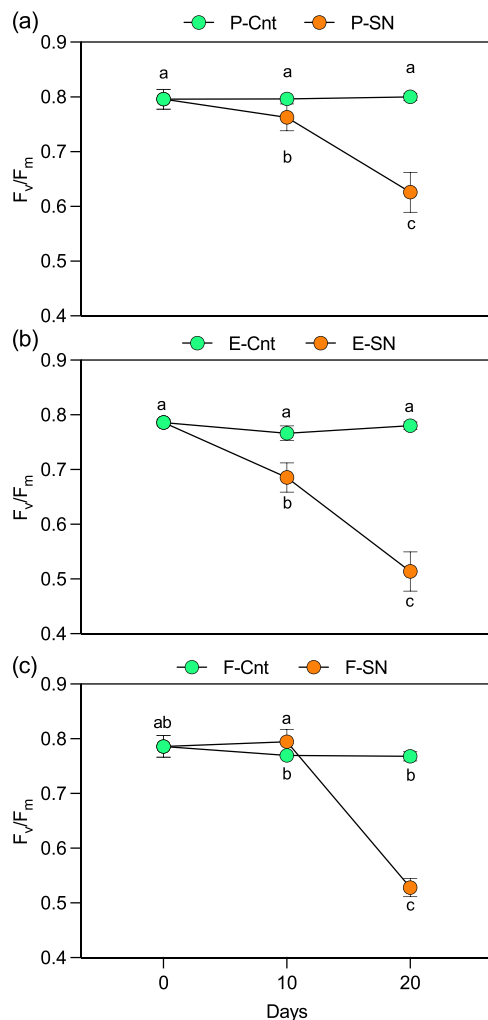 (a)
P-Cnt P-SN
0.9
a a a
0.8
0.7
b
0.6
c
0.5
0.4
Fv/Fm
(b)
E-Cnt E-SN
0.9
a a a
0.8
0.7
b
0.6
0.5
c
0.4
Fv/Fm
(c)
F-Cnt F-SN
0.9
ab a
0.8
b b
0.7
0.6
0.5
c
0.4
Fv/Fm
0 10 20
Days